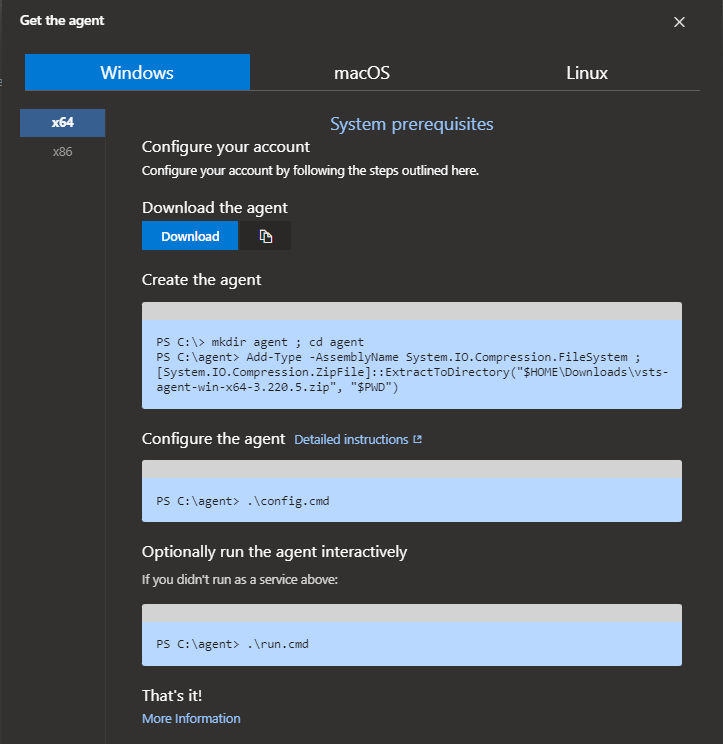 Get the agent
Windows
macOS
Linux
x64
x86
System prerequisites
Configure your account
Configure your account by following the steps outlined here.
Download the agent
Download
Create the agent
PS C:\> mkdir agent ; cd agent
PS C:\agent> Add-Type -AssemblyName System.IO.Compression.FileSystem ;
[System.IO.Compression.ZipFile]::ExtractToDirectory("$HOME\Downloads\vsts-
agent-win-x64-3.220.5.zip", "$PWD")
Configure the agent Detailed instructions
PS C:\agent> .\config.cmd
Optionally run the agent interactively
If you didn't run as a service above:
PS C:\agent> .\run.cmd
That's it!
More Information